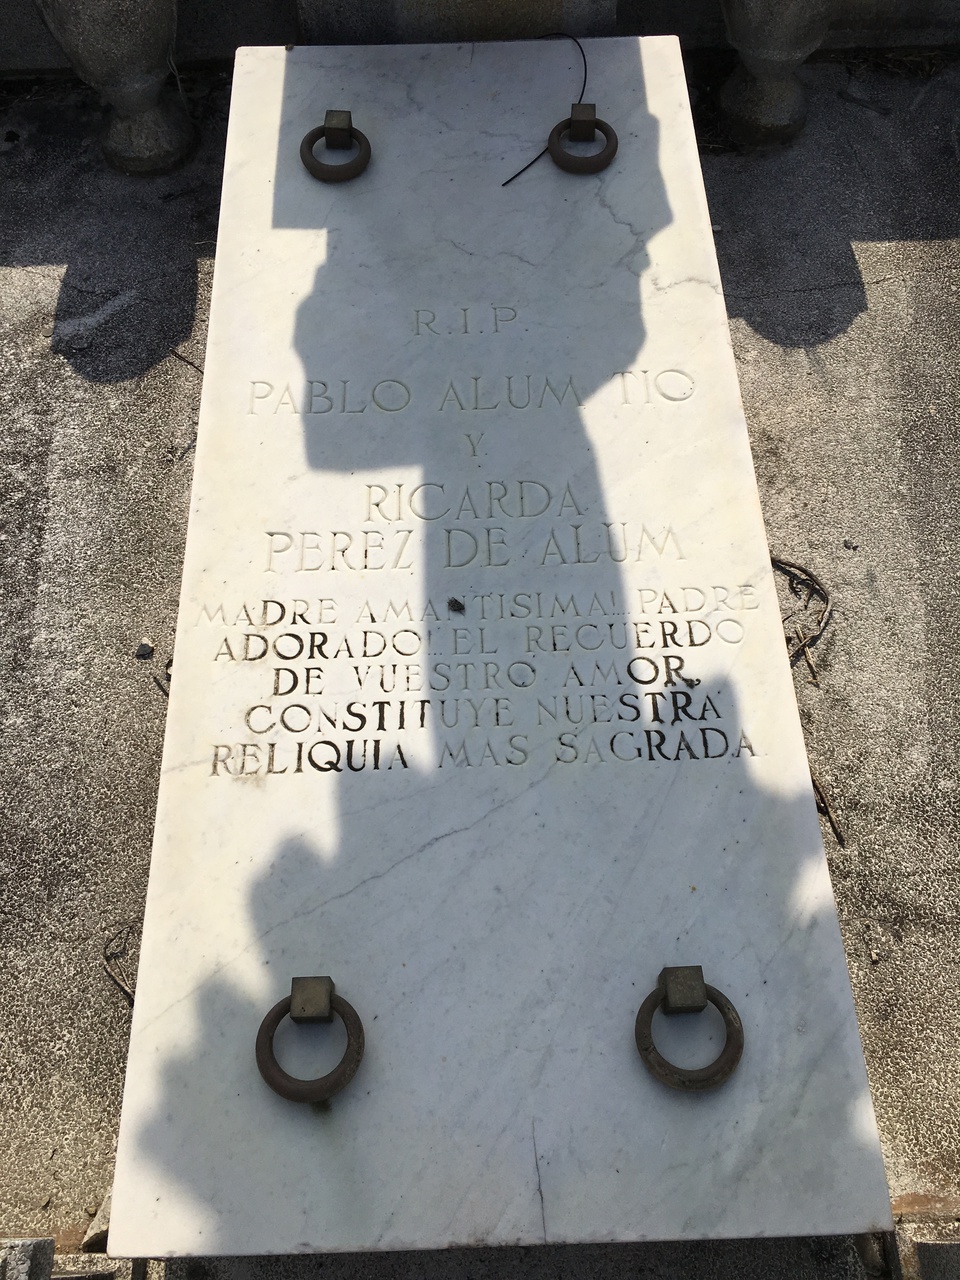 R.I.P.
PABLO ALUM TIO
Y
RICARDA
PEREZ DE ALUM
MADRE AMANTISIMA!... PADRE
ADORADO!.. EL RECUERDO
DE VUESTRO AMOR,
CONSTITUYE NUESTRA
RELIQUIA MAS SAGRADA.